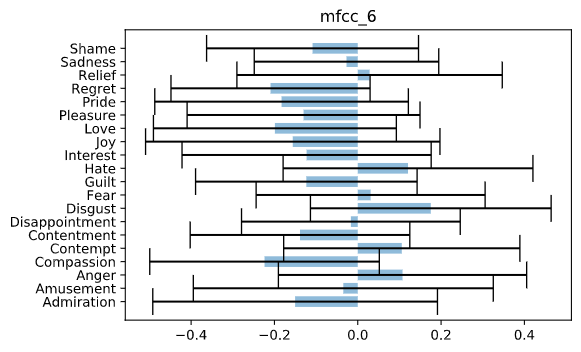 mfcc_6
Shame
Sadness
Relief
Regret
Pride
Pleasure
Love
Joy
Interest
Hate
Guilt
Fear
Disgust
Disappointment
Contentment
Contempt
Compassion
Anger
Amusement
Admiration
−0.4 −0.2 0.0 0.2 0.4